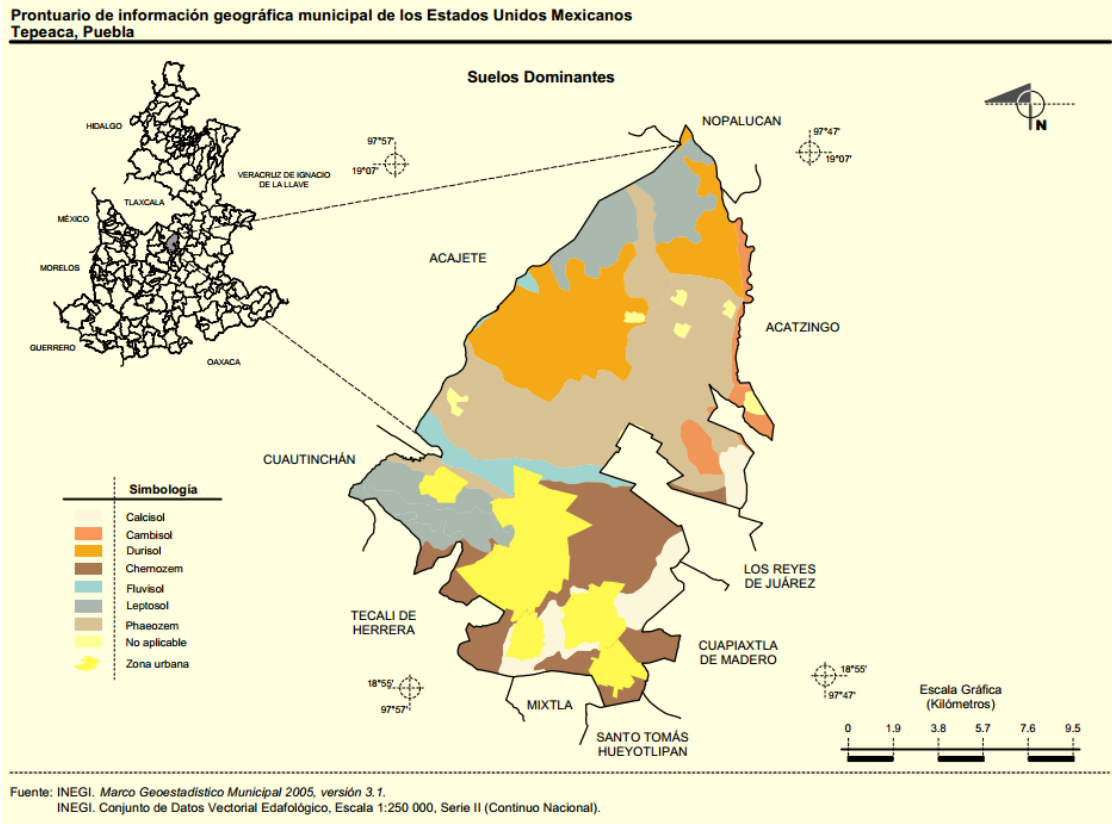 Prontuario de información geográfica municipal de los Estados Unidos Mexicanos
Tepeaca, Puebla
Suelos Dominantes
N
HIDALGO
VERACRUZ DE IGNACIO
DE LA LLAVE
TLAXCALA
MÉXICO
MORELOS
GUERRERO
OAXACA
97°57'
19°07'
97°47'
19°07'
NOPALUCAN
ACAJETE
ACATZINGO
CUAUTINCHÁN
LOS REYES
DE JUÁREZ
TECALI DE
HERRERA
CUAPIAXTLA
DE MADERO
MIXTLA
SANTO TOMÁS
HUEYOTLIPAN
18°55'
97°57'
18°55'
97°47'
Simbología
Calcisol
Cambisol
Durisol
Chernozem
Fluvisol
Leptosol
Phaeozem
No aplicable
Zona urbana
Escala Gráfica
(Kilómetros)
0 1.9 3.8 5.7 7.6 9.5
Fuente: INEGI. Marco Geoestadístico Municipal 2005, versión 3.1.
INEGI. Conjunto de Datos Vectorial Edafológico, Escala 1:250 000, Serie II (Continuo Nacional).